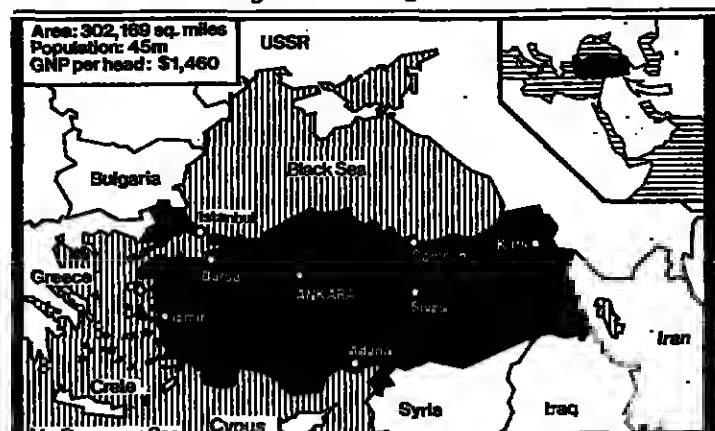 Area: 302,169 sq. miles
Population: 45m
GNP per head: $1,460
USSR
Black Sea
Bulgaria
Istanbul
Samsun
Kars
Bursa
Greece
ANKARA
Sivas
Izmir
Iran
Adana
Crete
Syria
Iraq
Cyprus